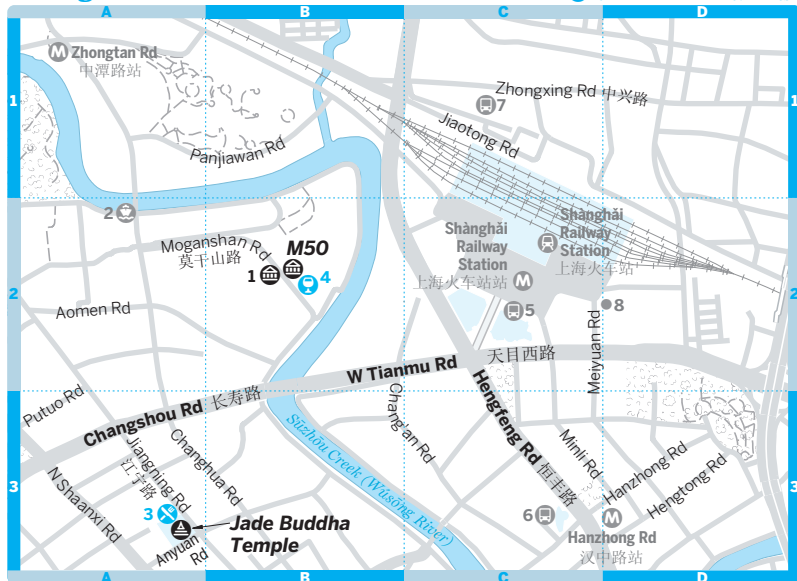 A B C D
1
1
2
2
3
3
Zhongtan Rd
中潭路站
Zhongxing Rd 中兴路
7
Jiaotong Rd
Panjiawan Rd
2
Moganshan Rd
莫干山路
M50
1
4
Shànghǎi
Railway
Station
上海火车站站
Shànghǎi
Railway
Station
上海火车站
5
8
Aomen Rd
Meiyuan Rd
天目西路
W Tianmu Rd
Changshou Rd 长寿路
Putuo Rd
Jiangning Rd
江宁路
Changhua Rd
N Shaanxi Rd
Sūzhōu Creek (Wúsōng River)
Chang'an Rd
Hengfeng Rd 恒丰路
Minli Rd
Hanzhong Rd
Hengtong Rd
3
Jade Buddha
Temple
Anyuan
Rd
6
Hanzhong Rd
汉中路站
A B C D